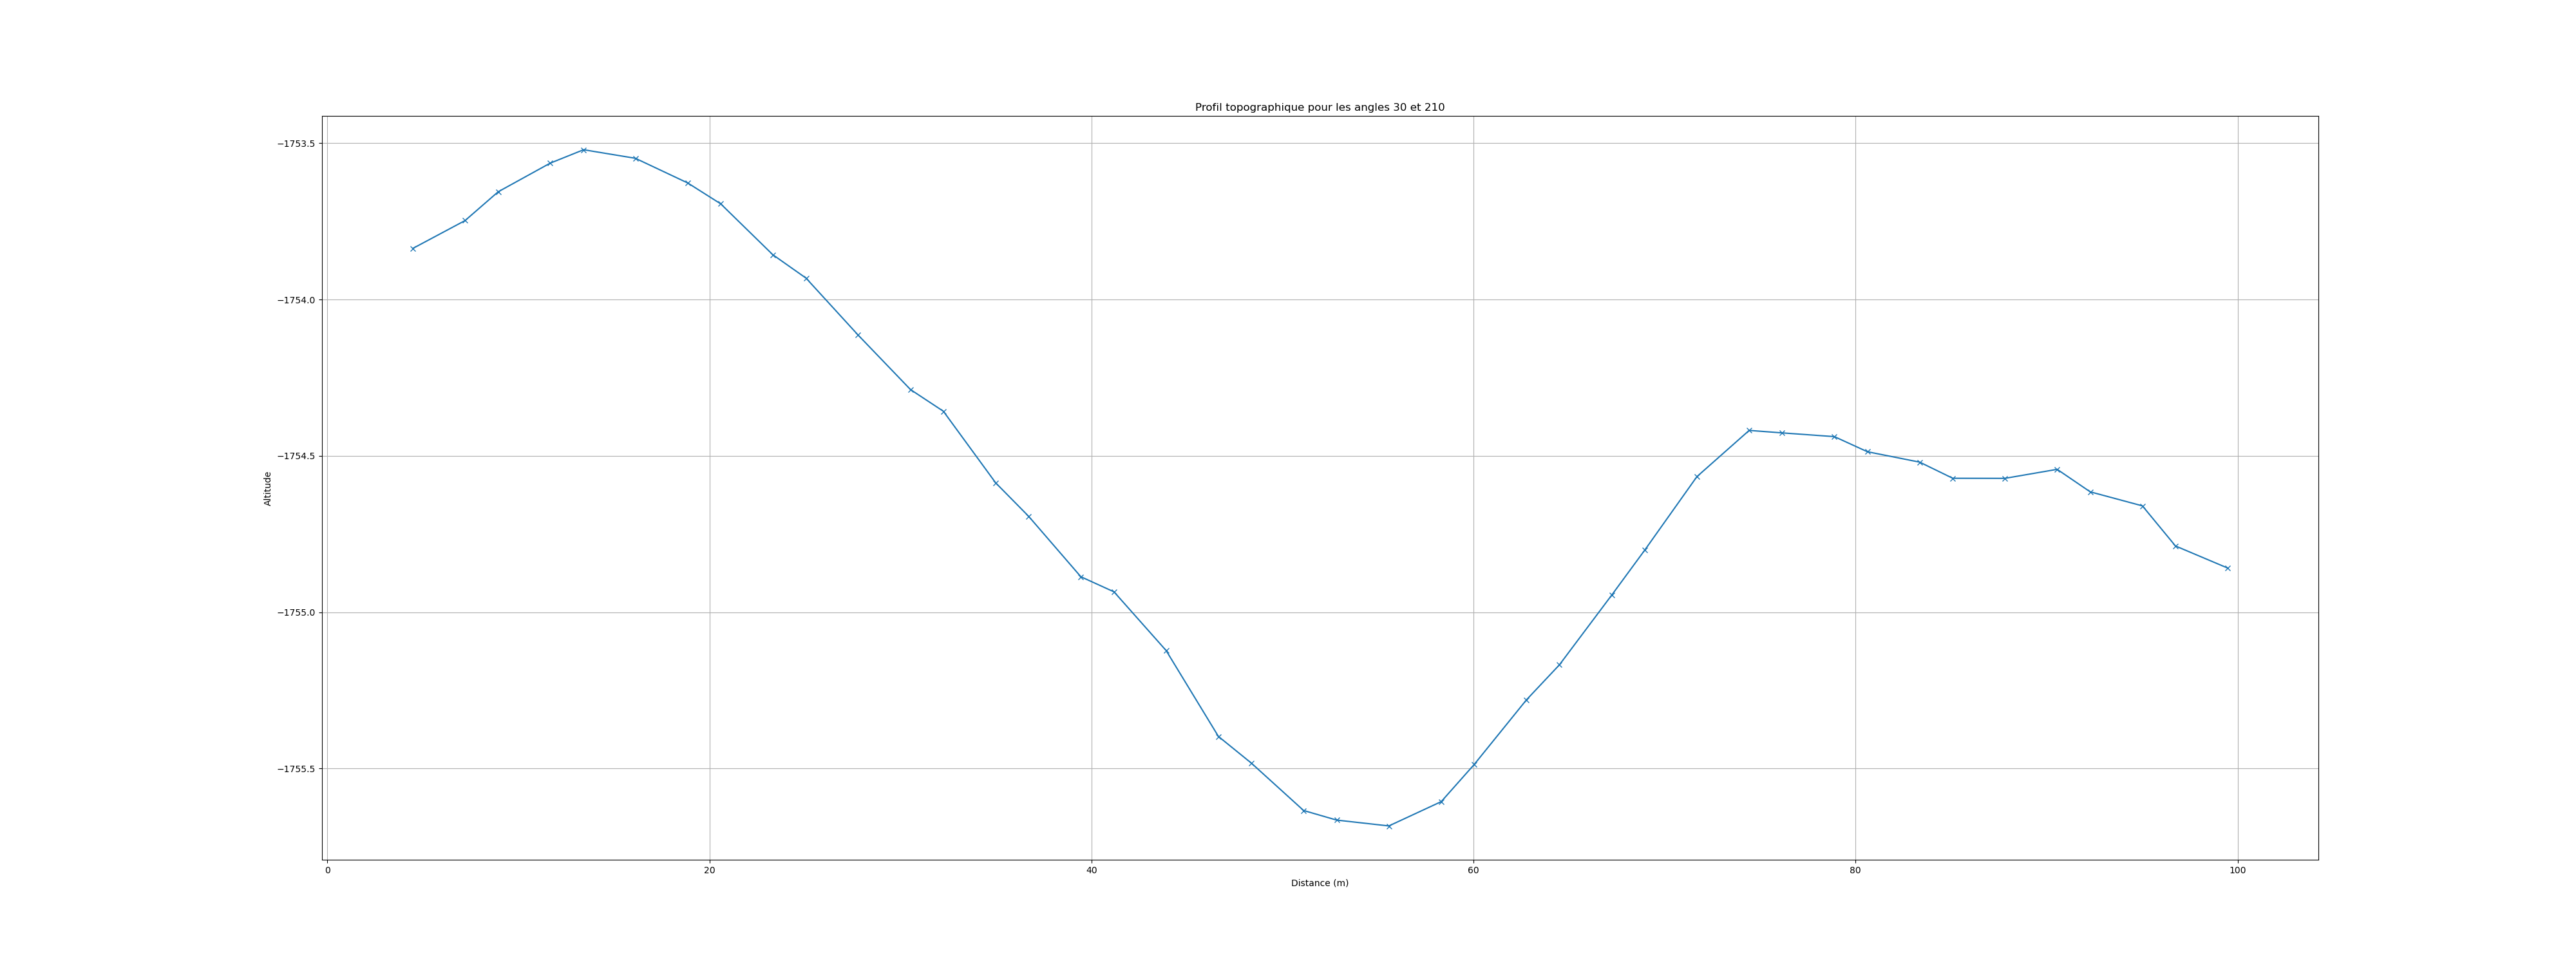 Profil topographique pour les angles 30 et 210
−1753.5
−1754.0
−1754.5
−1755.0
−1755.5
Altitude
0 20 40 60 80 100
Distance (m)